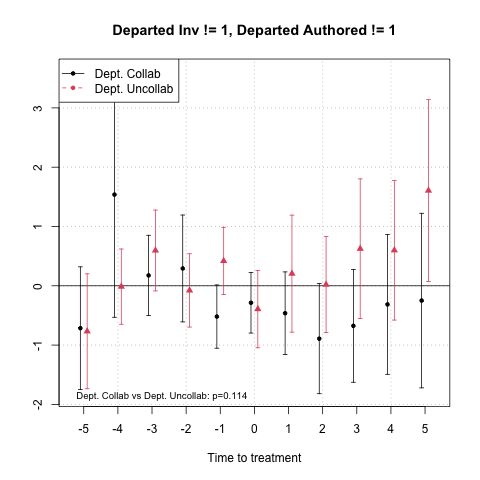 Departed Inv != 1, Departed Authored != 1
Dept. Collab
Dept. Uncollab
3
2
1
0
-1
-2
Dept. Collab vs Dept. Uncollab: p=0.114
-5 -4 -3 -2 -1 0 1 2 3 4 5
Time to treatment